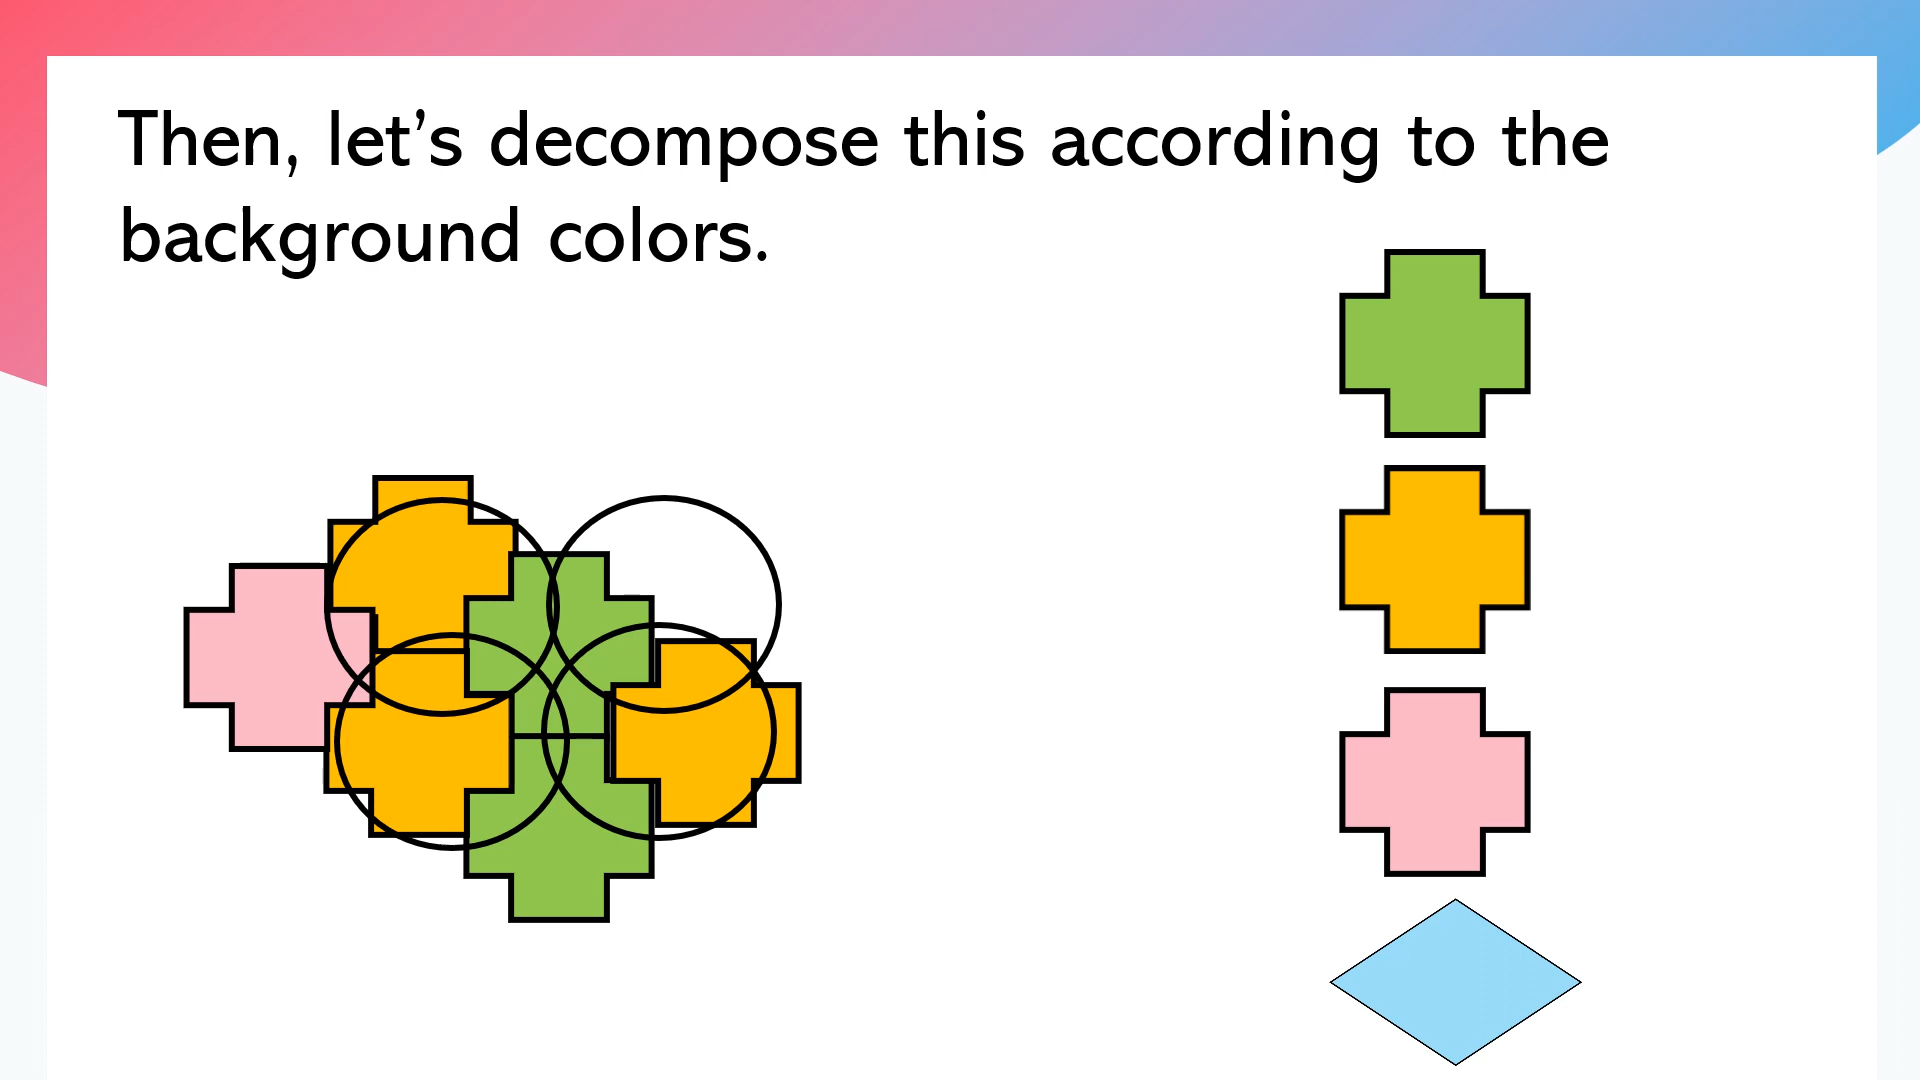 Then, let’s decompose this according to the
background colors.